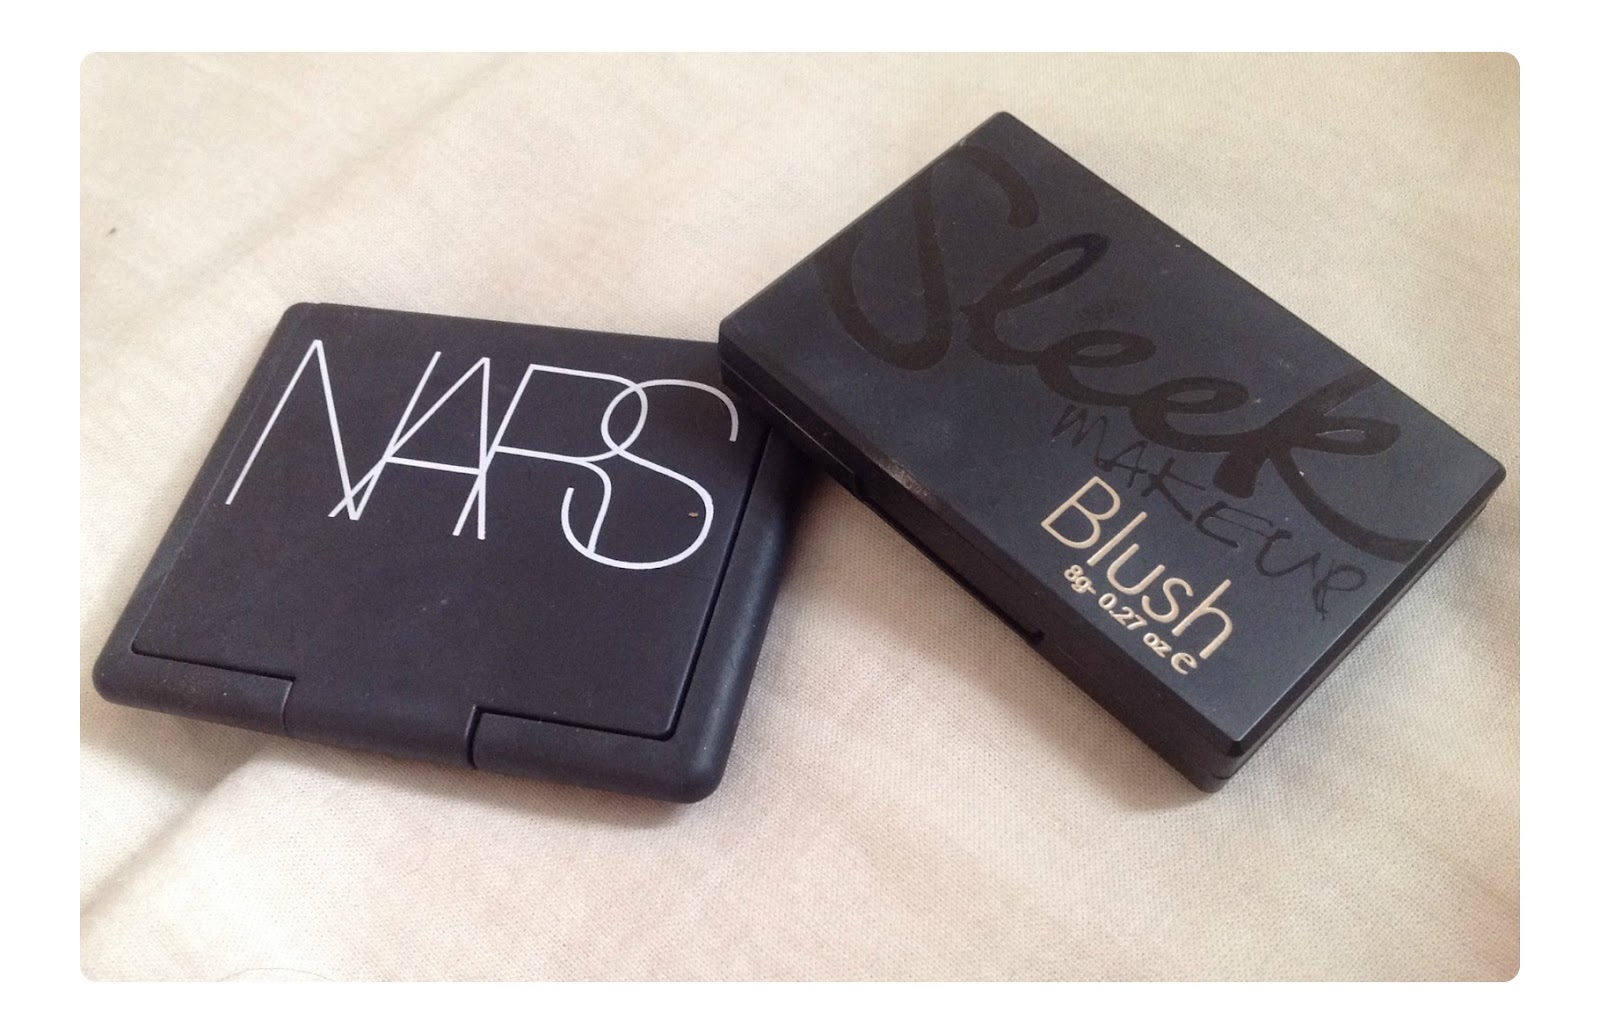 NARS
Sleek
MAKEUP
Blush
8g- 0.27 oz e